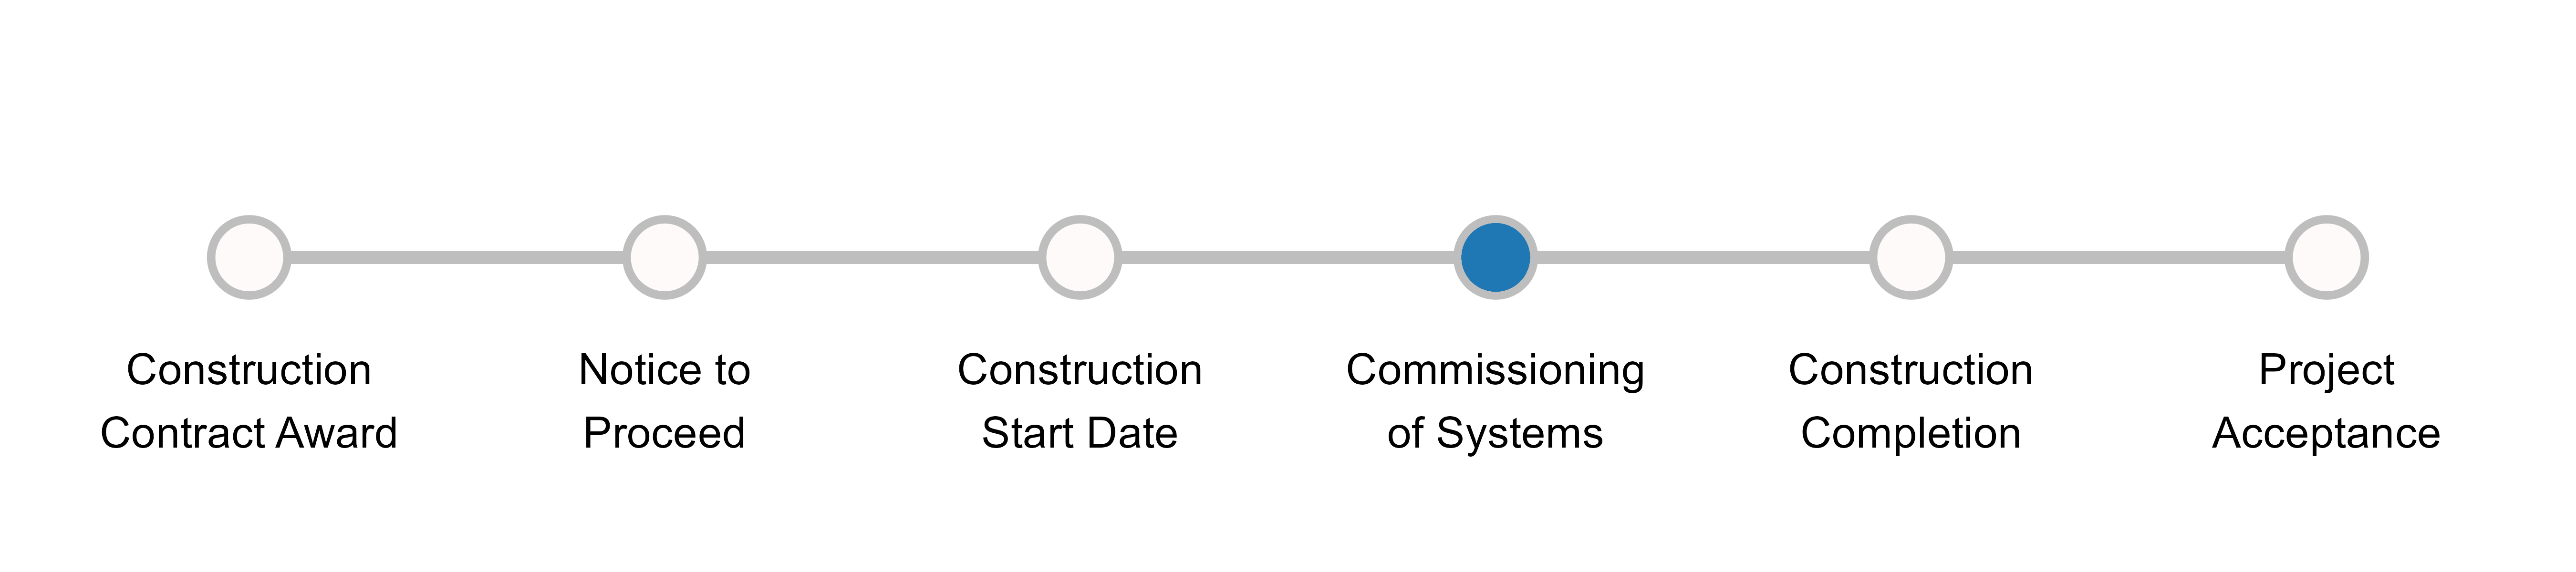 Construction
Contract Award
Notice to
Proceed
Construction
Start Date
Commissioning
of Systems
Construction
Completion
Project
Acceptance